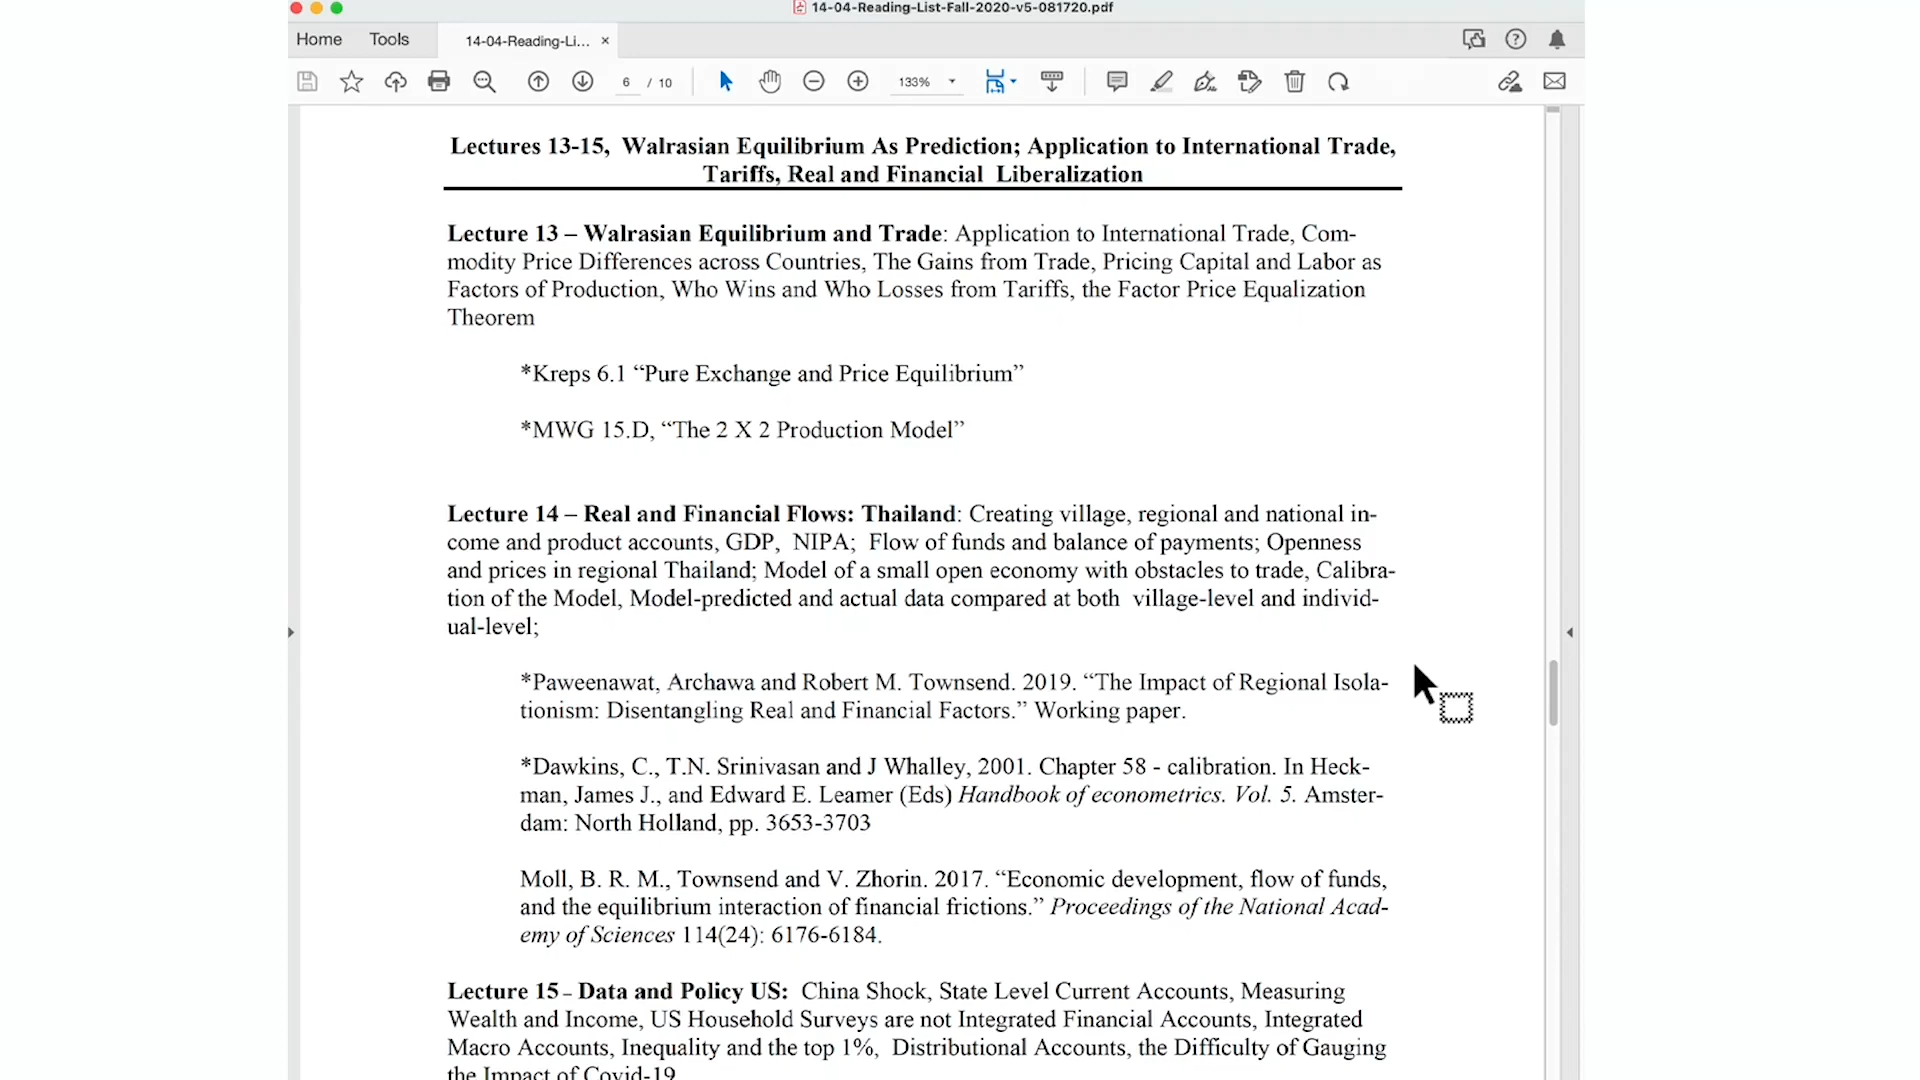 14-04-Reading-List-Fall-2020-v5-081720.pdf
Home Tools 14-04-Reading-Li... ×
6 / 10 133%
Lectures 13-15, Walrasian Equilibrium As Prediction; Application to International Trade,
Tariffs, Real and Financial Liberalization
Lecture 13 – Walrasian Equilibrium and Trade: Application to International Trade, Com-
modity Price Differences across Countries, The Gains from Trade, Pricing Capital and Labor as
Factors of Production, Who Wins and Who Losses from Tariffs, the Factor Price Equalization
Theorem
*Kreps 6.1 “Pure Exchange and Price Equilibrium”
*MWG 15.D, “The 2 X 2 Production Model”
Lecture 14 – Real and Financial Flows: Thailand: Creating village, regional and national in-
come and product accounts, GDP, NIPA; Flow of funds and balance of payments; Openness
and prices in regional Thailand; Model of a small open economy with obstacles to trade, Calibra-
tion of the Model, Model-predicted and actual data compared at both village-level and individ-
ual-level;
*Paweenawat, Archawa and Robert M. Townsend. 2019. “The Impact of Regional Isola-
tionism: Disentangling Real and Financial Factors.” Working paper.
*Dawkins, C., T.N. Srinivasan and J Whalley, 2001. Chapter 58 - calibration. In Heck-
man, James J., and Edward E. Leamer (Eds) Handbook of econometrics. Vol. 5. Amster-
dam: North Holland, pp. 3653-3703
Moll, B. R. M., Townsend and V. Zhorin. 2017. “Economic development, flow of funds,
and the equilibrium interaction of financial frictions.” Proceedings of the National Acad-
emy of Sciences 114(24): 6176-6184.
Lecture 15 – Data and Policy US: China Shock, State Level Current Accounts, Measuring
Wealth and Income, US Household Surveys are not Integrated Financial Accounts, Integrated
Macro Accounts, Inequality and the top 1%, Distributional Accounts, the Difficulty of Gauging
the Impact of Covid-19